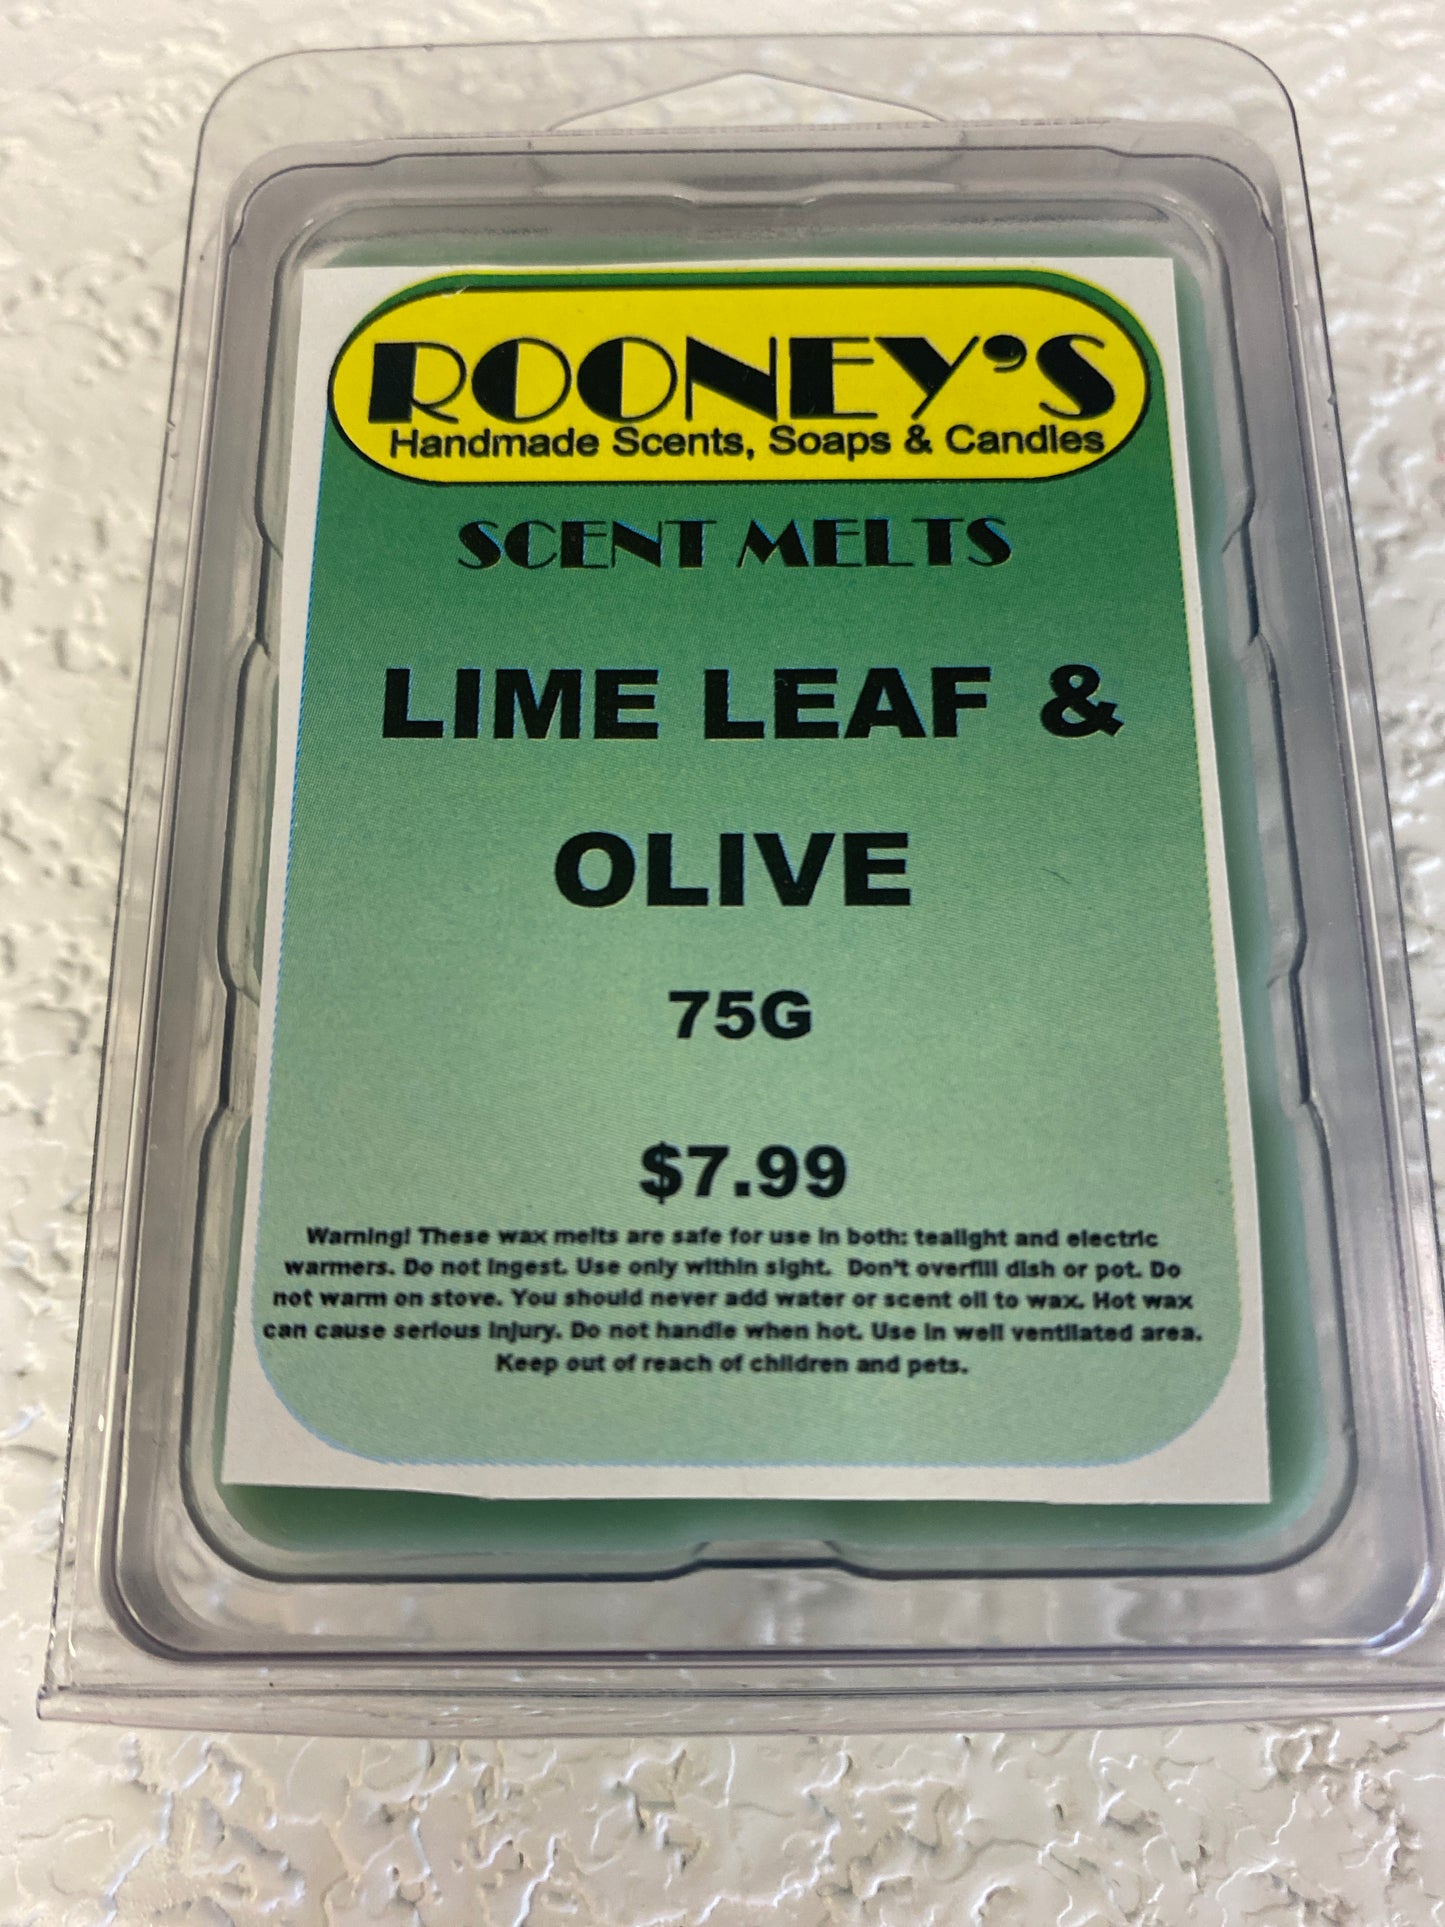 ROONEY'S
Handmade Scents, Soaps & Candles
SCENT MELTS
LIME LEAF &
OLIVE
75G
$7.99
Warning! These wax melts are safe for use in both: tealight and electric
warmers. Do not ingest. Use only within sight. Don't overfill dish or pot. Do
not warm on stove. You should never add water or scent oil to wax. Hot wax
can cause serious injury. Do not handle when hot. Use in well ventilated area.
Keep out of reach of children and pets.